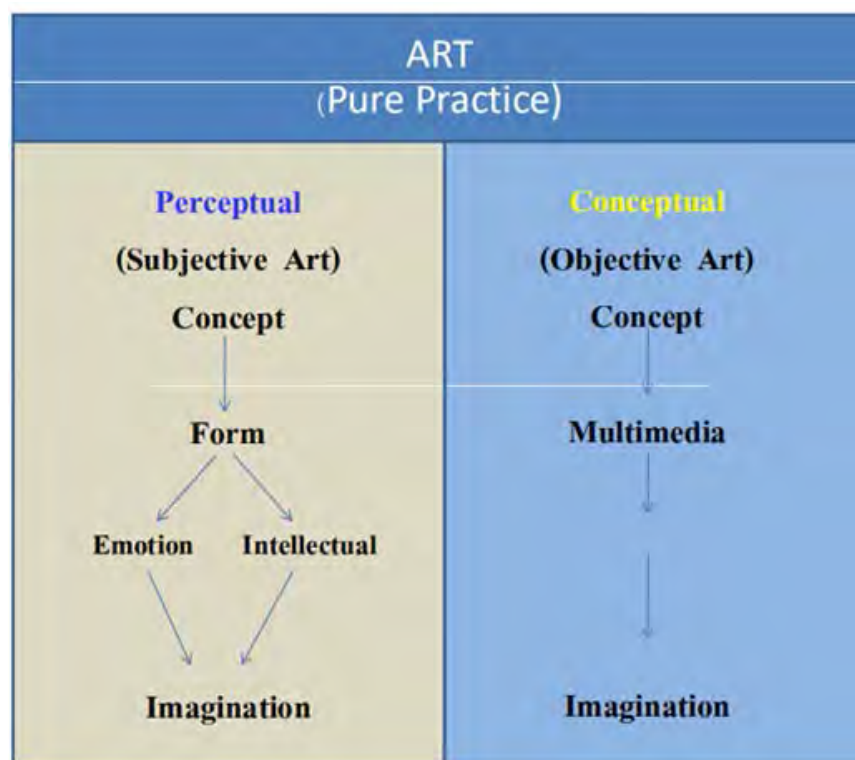 ART
(Pure Practice)
Perceptual
(Subjective Art)
Concept
Form
Emotion Intellectual
Imagination
Conceptual
(Objective Art)
Concept
Multimedia
Imagination